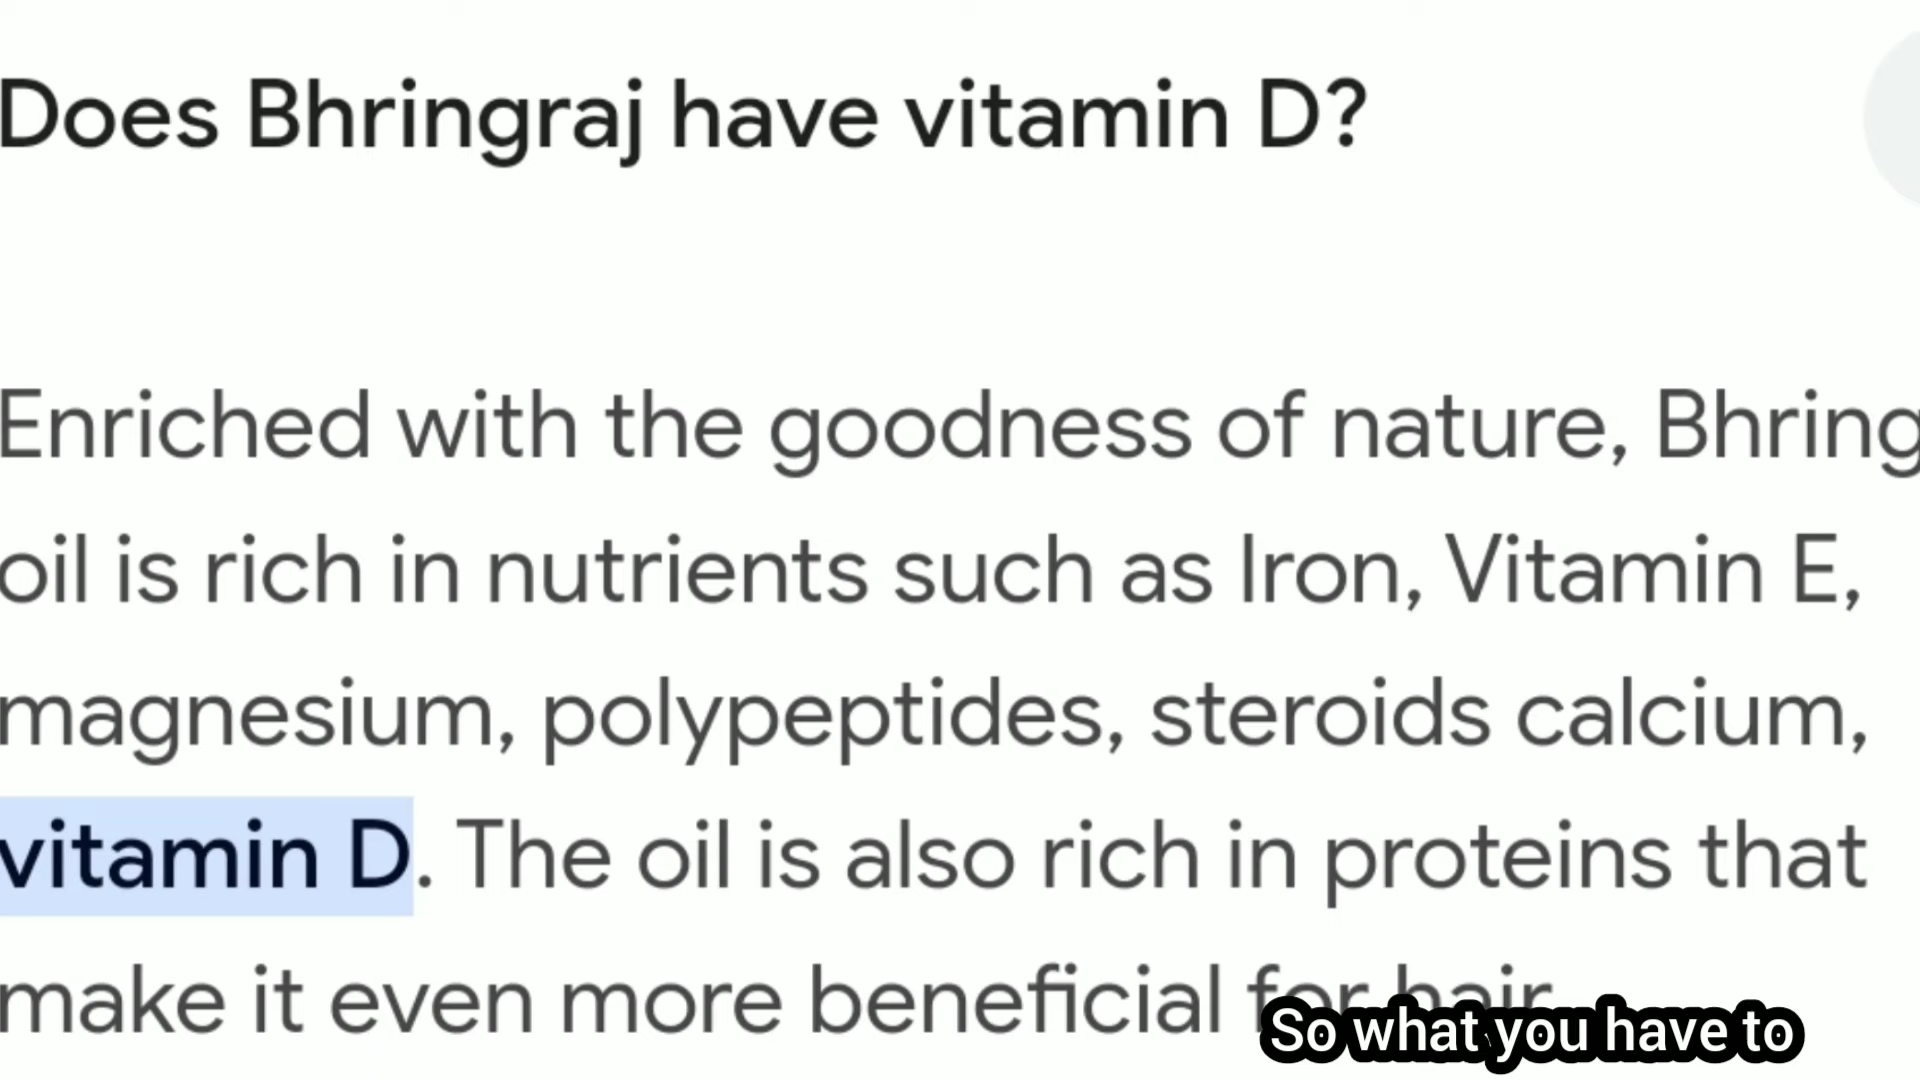 Does Bhringraj have vitamin D?
Enriched with the goodness of nature, Bhring
oil is rich in nutrients such as Iron, Vitamin E,
magnesium, polypeptides, steroids calcium,
vitamin D. The oil is also rich in proteins that
make it even more beneficial for hair
So what you have to